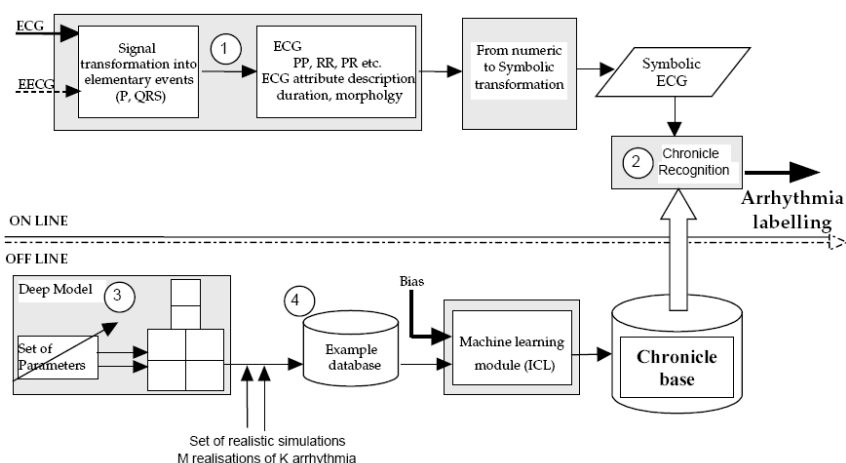 ECG
EECG
Signal
transformation into
elementary events
(P, QRS)
1
ECG
PP, RR, PR etc.
ECG attribute description
duration, morpholgy
From numeric
to Symbolic
transformation
Symbolic
ECG
2
Chronicle
Recognition
Arrhythmia
labelling
ON LINE
OFF LINE
Deep Model
3
Set of
Parameters
4
Example
database
Bias
Machine learning
module (ICL)
Chronicle
base
Set of realistic simulations
M realisations of K arrhythmia